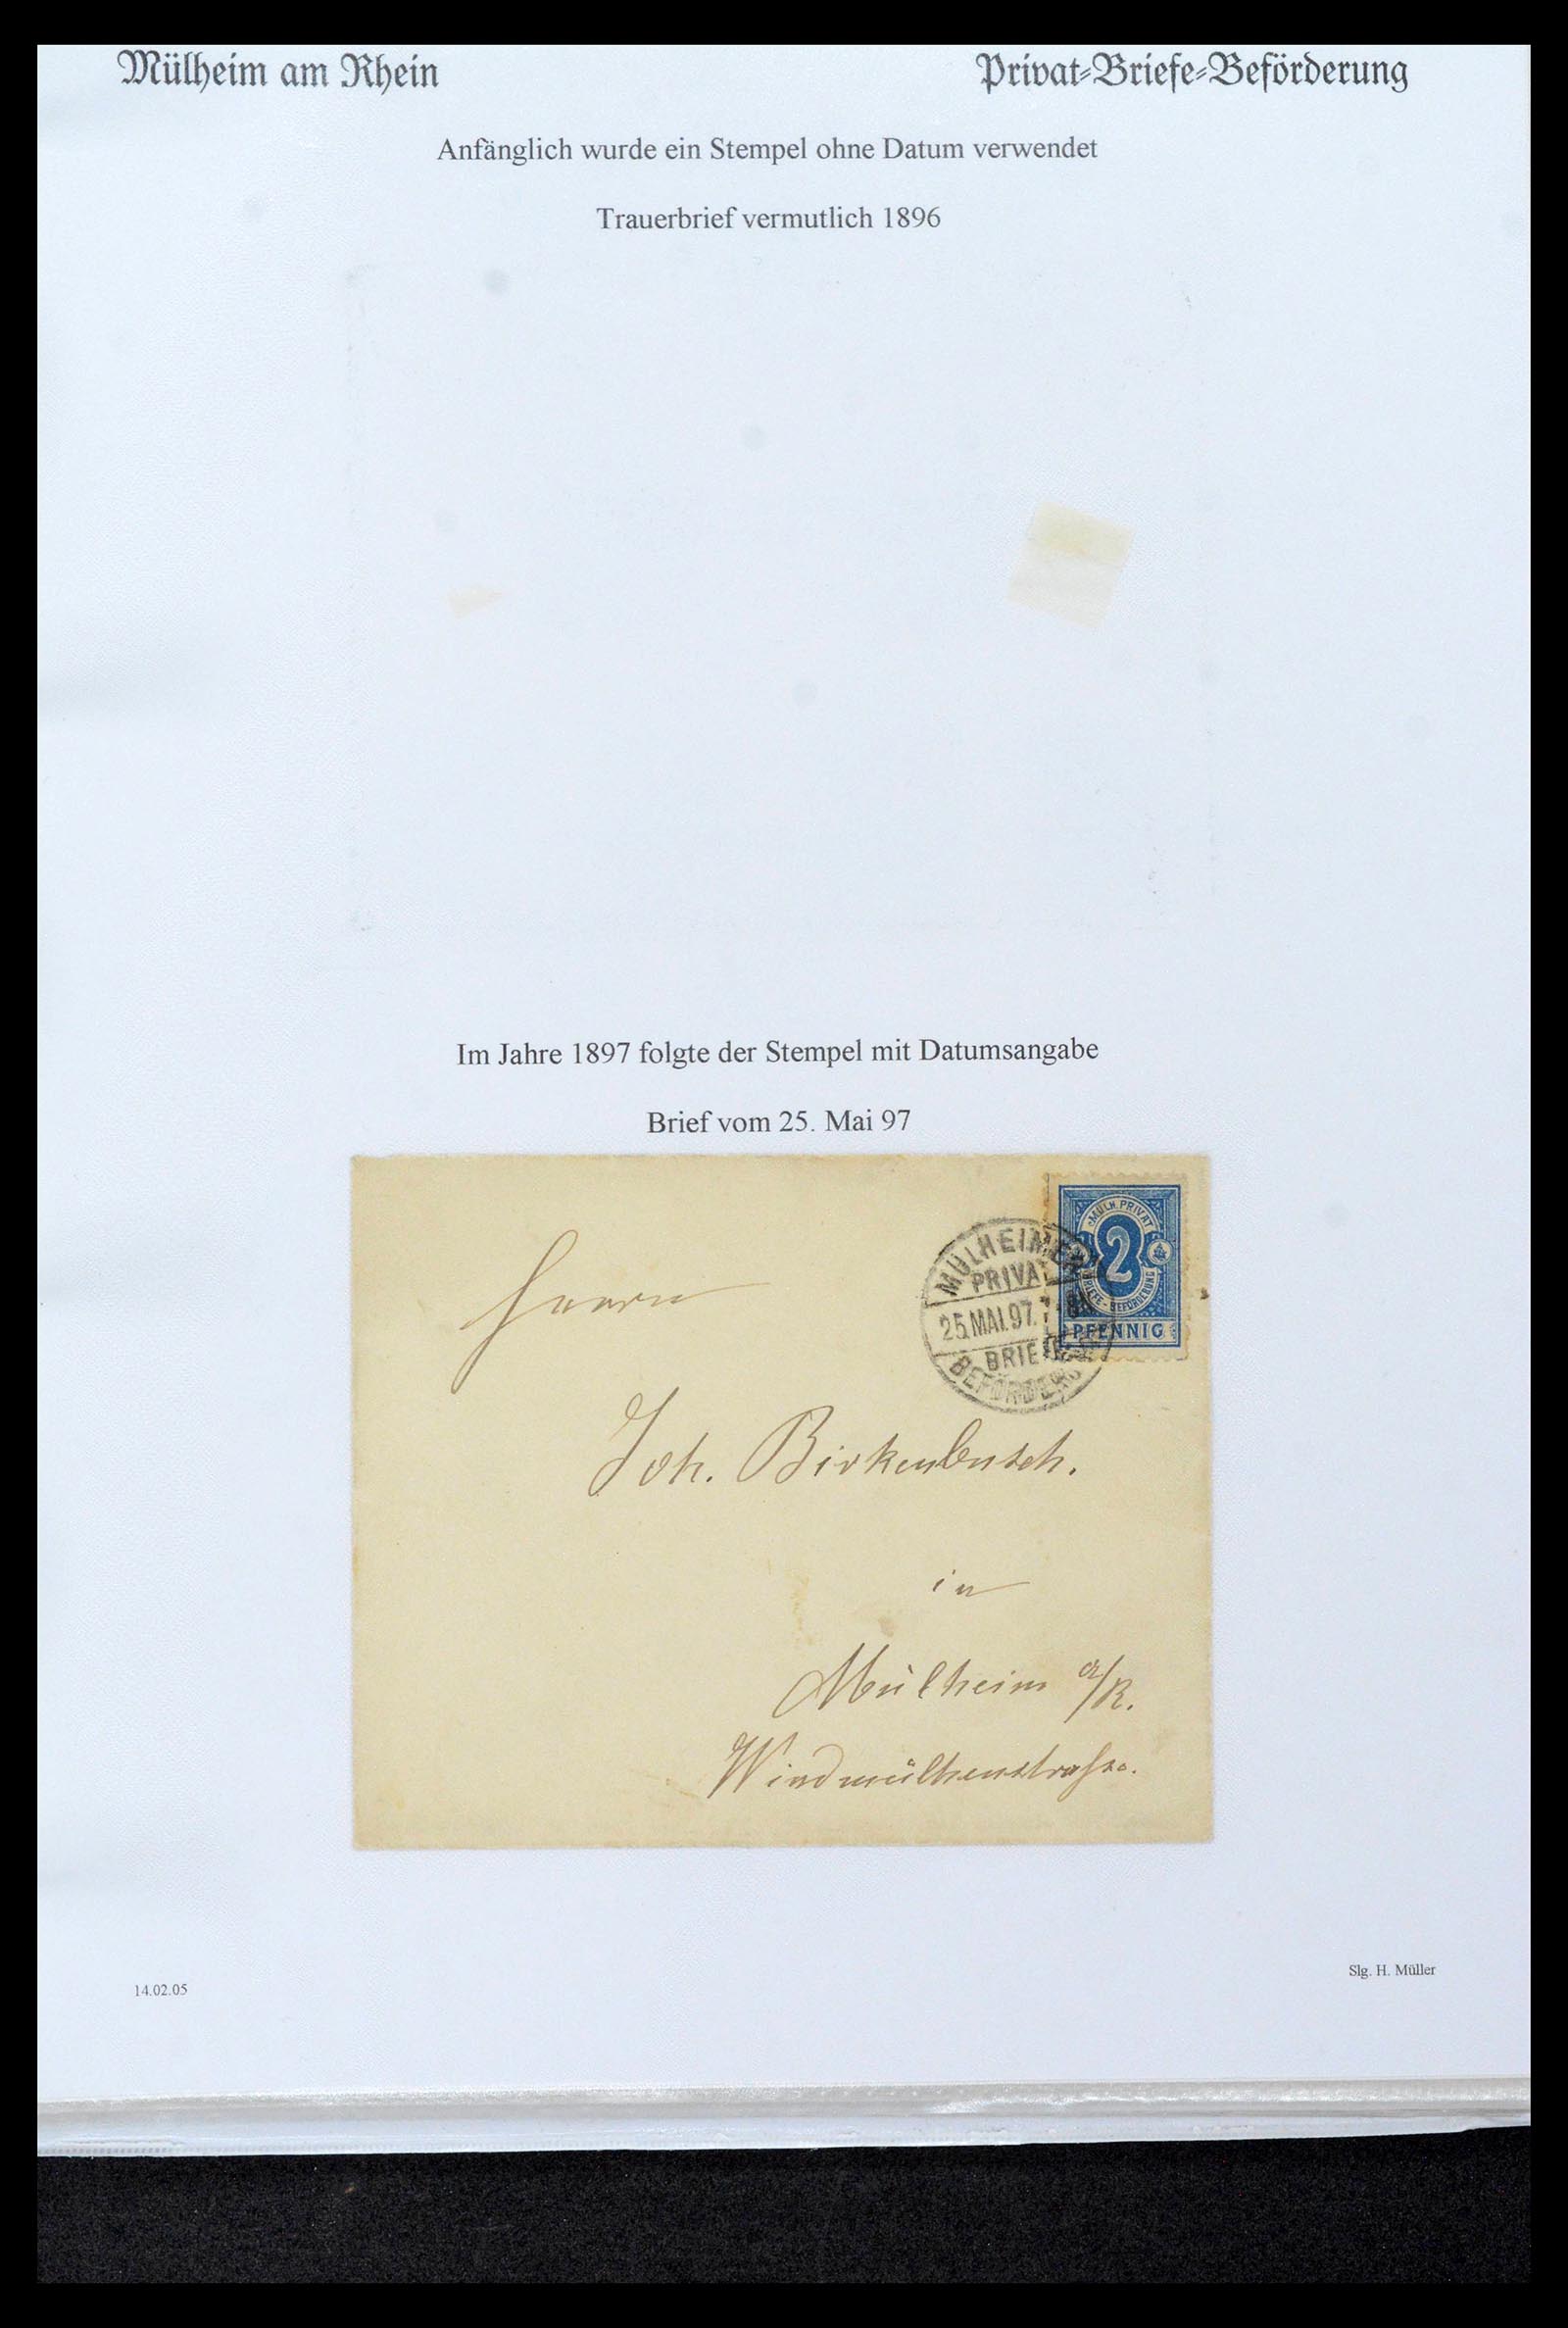 Mülheim am Rhein
Privat-Briefe-Beförderung
Anfänglich wurde ein Stempel ohne Datum verwendet
Trauerbrief vermutlich 1896
Im Jahre 1897 folgte der Stempel mit Datumsangabe
Brief vom 25. Mai 97
MÜLH. PRIVAT
2
BRIEFE-BEFÖRDERUNG
PFENNIG
MÜLHEIMER
PRIVAT
25.MAI.97.
BRIEF
Herrn
Joh. Birkenbusch.
in
Mülheim a/R.
Windmühlenstraße.
14.02.05
Slg. H. Müller